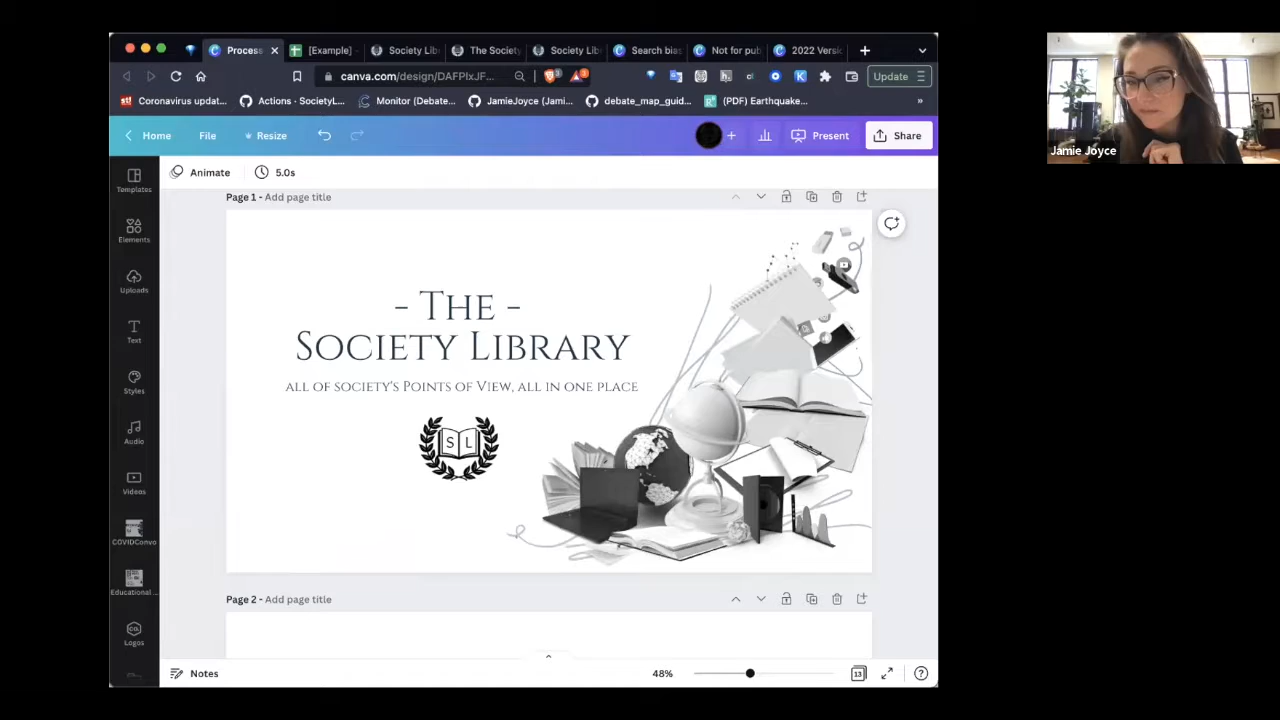 Process
[Example]
Society Lib
The Society
Society Lib
Search bias
Not for pub
2022 Versi
canva.com/design/DAFPIxJF...
Update
Coronavirus updat...
Actions · SocietyL...
Monitor (Debate...
JamieJoyce (Jami...
debate_map_guid...
(PDF) Earthquake...
»
Home
File
Resize
Present
Share
Templates
Elements
Uploads
Text
Styles
Audio
Videos
COVIDConvo
Educational ...
Logos
Animate
5.0s
Page 1 - Add page title
- THE -
SOCIETY LIBRARY
ALL OF SOCIETY'S POINTS OF VIEW, ALL IN ONE PLACE
S L
Page 2 - Add page title
Notes
48%
13
Jamie Joyce